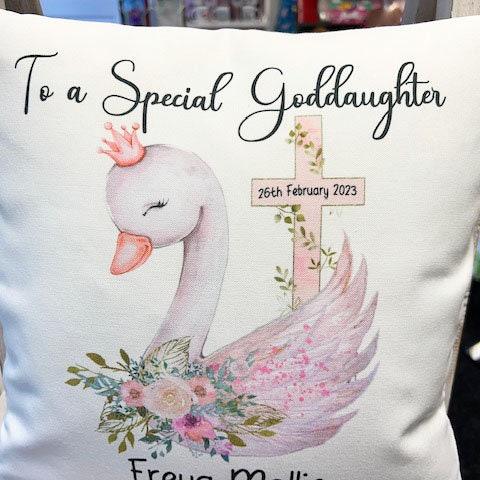 To a Special Goddaughter
26th February 2023
Freya Mollie